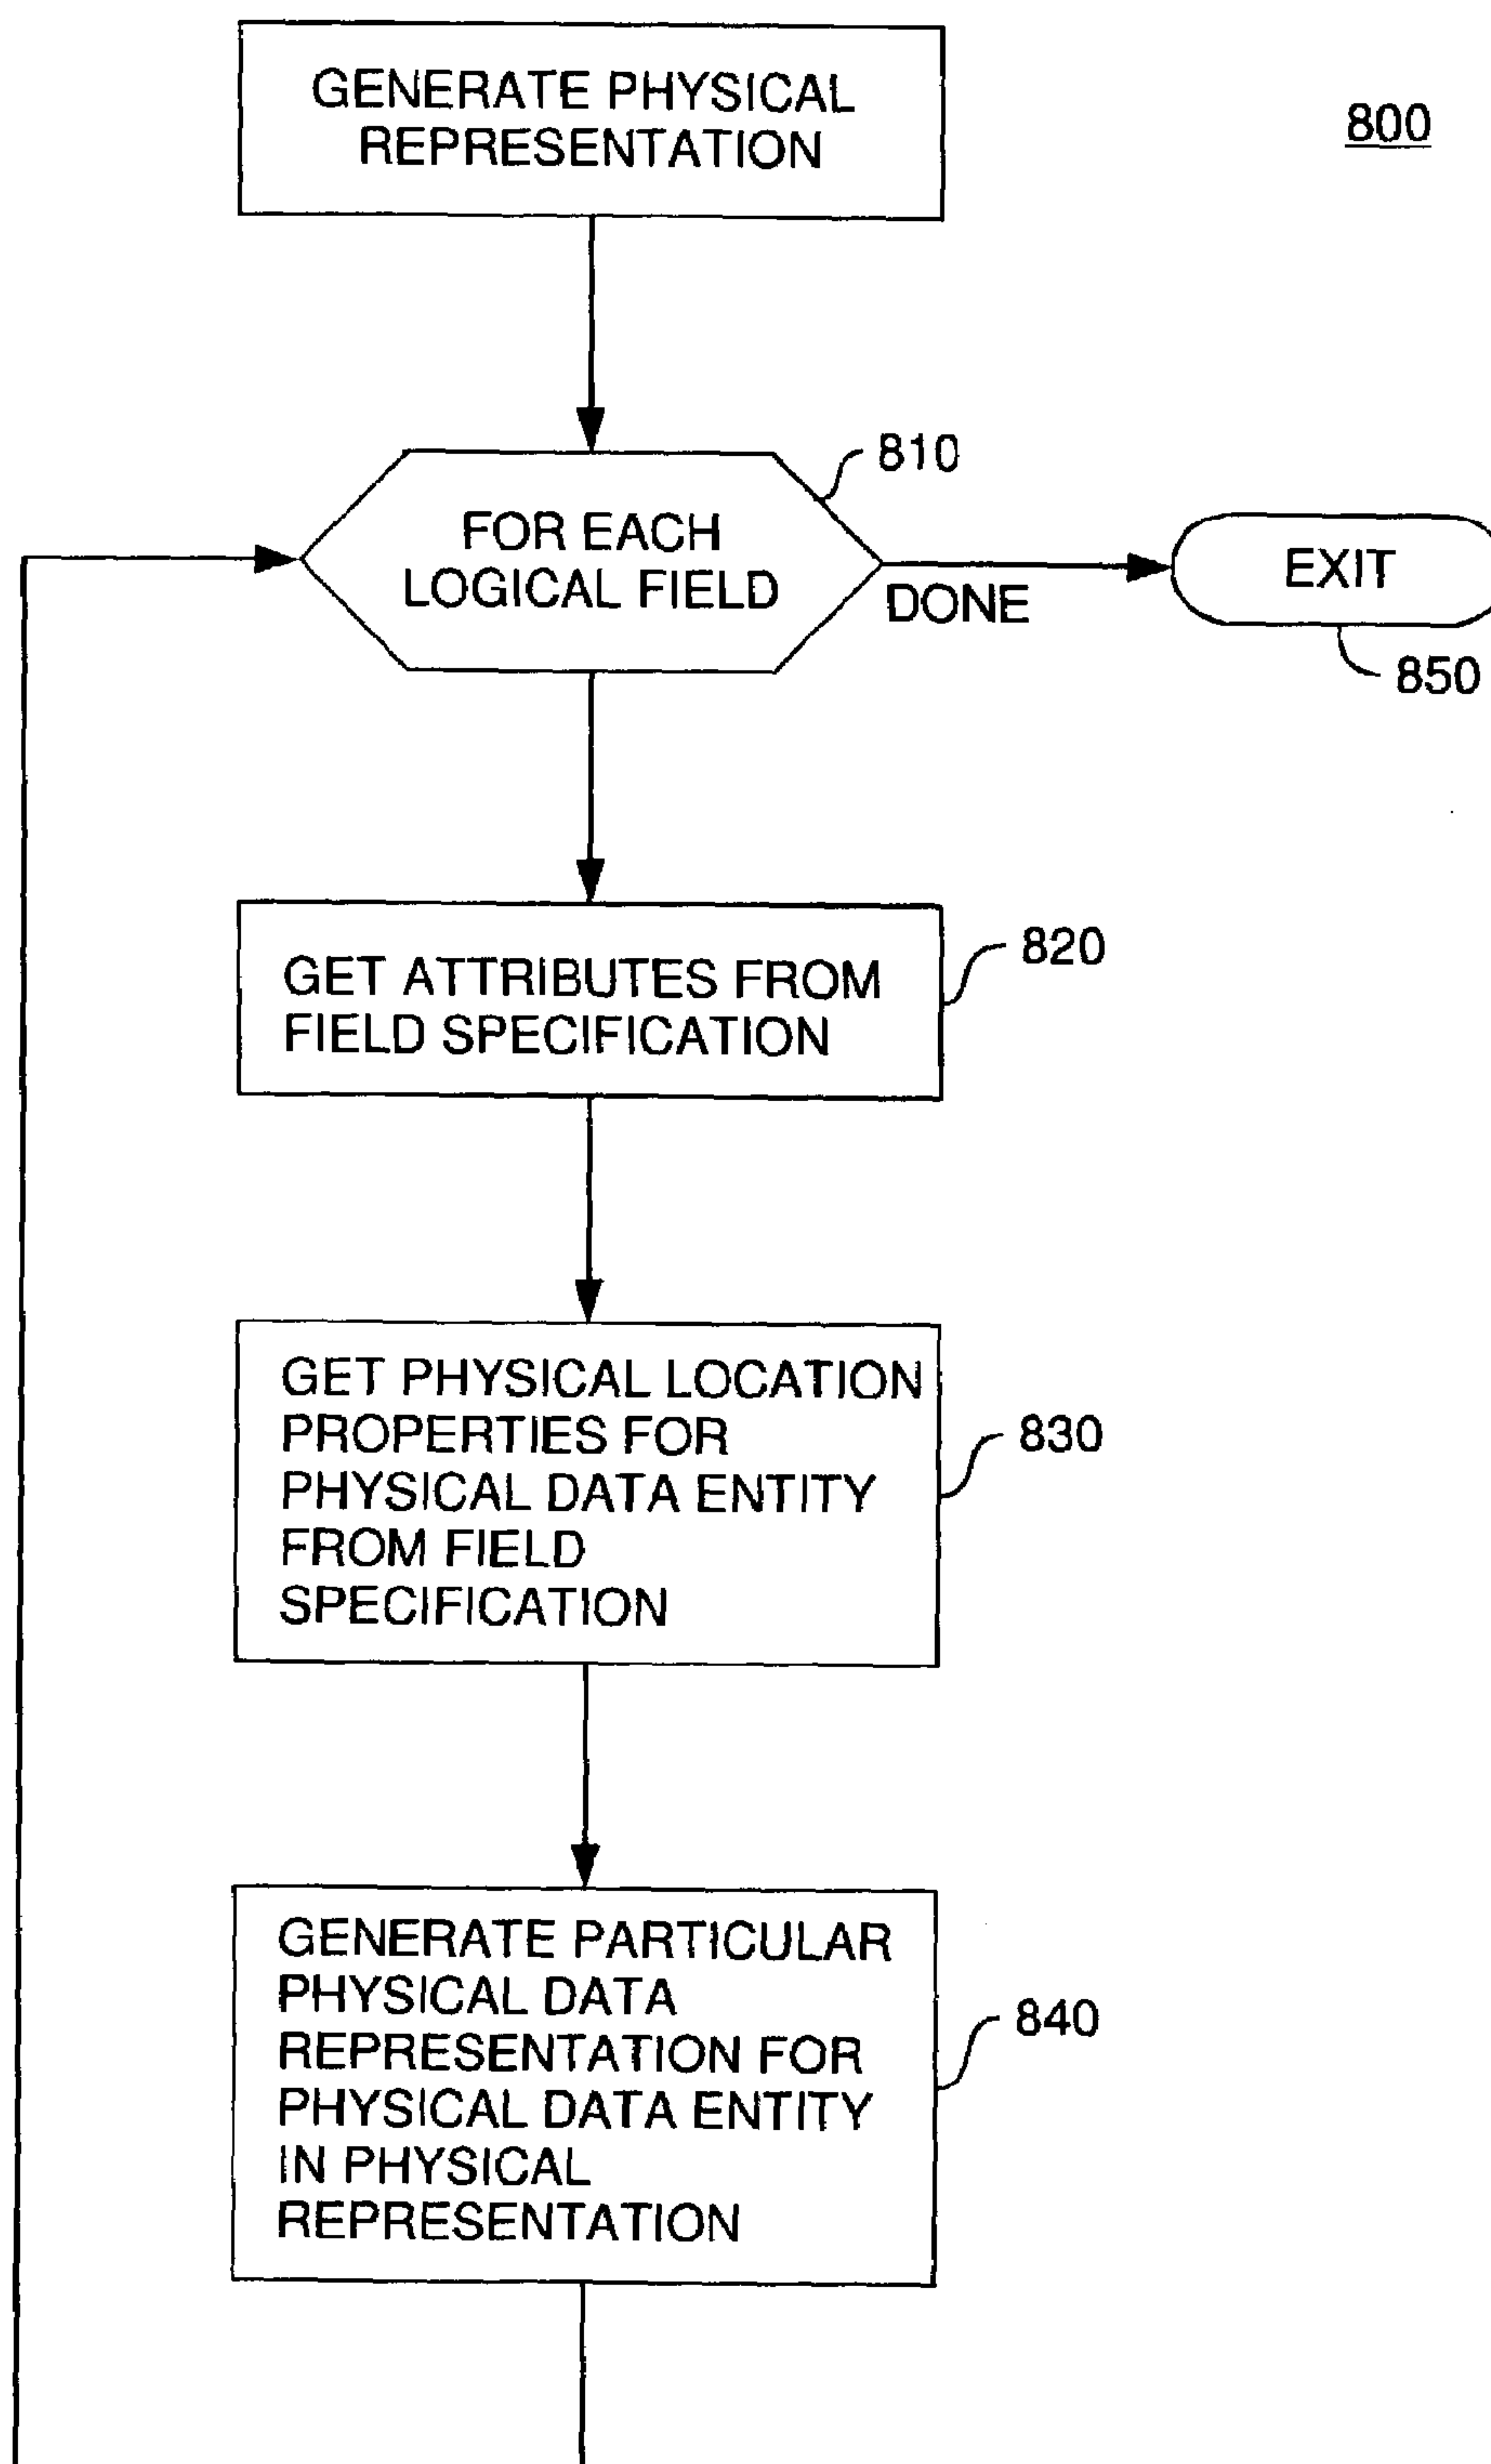 GENERATE PHYSICAL
REPRESENTATION
800
810
FOR EACH
LOGICAL FIELD
DONE
EXIT
850
GET ATTRIBUTES FROM
FIELD SPECIFICATION
820
GET PHYSICAL LOCATION
PROPERTIES FOR
PHYSICAL DATA ENTITY
FROM FIELD
SPECIFICATION
830
GENERATE PARTICULAR
PHYSICAL DATA
REPRESENTATION FOR
PHYSICAL DATA ENTITY
IN PHYSICAL
REPRESENTATION
840